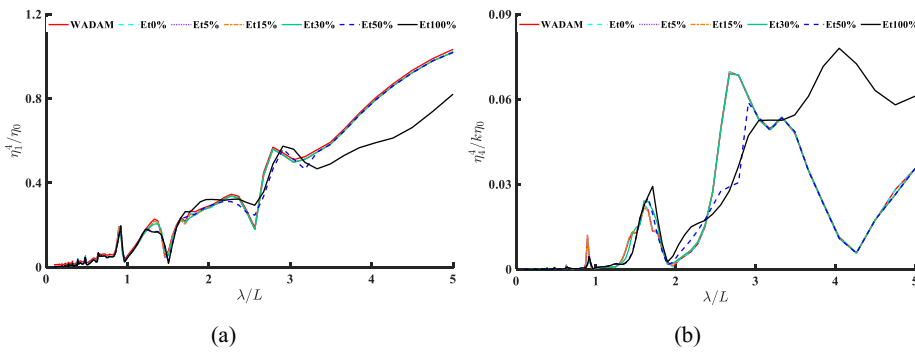 WADAM Et0% Et5% Et15% Et30% Et50% Et100%
1.2
0.8
0.4
0
η₁⁴/η₀
0 1 2 3 4 5
λ/L
(a)
WADAM Et0% Et5% Et15% Et30% Et50% Et100%
0.09
0.06
0.03
0
η₄⁴/kη₀
0 1 2 3 4 5
λ/L
(b)